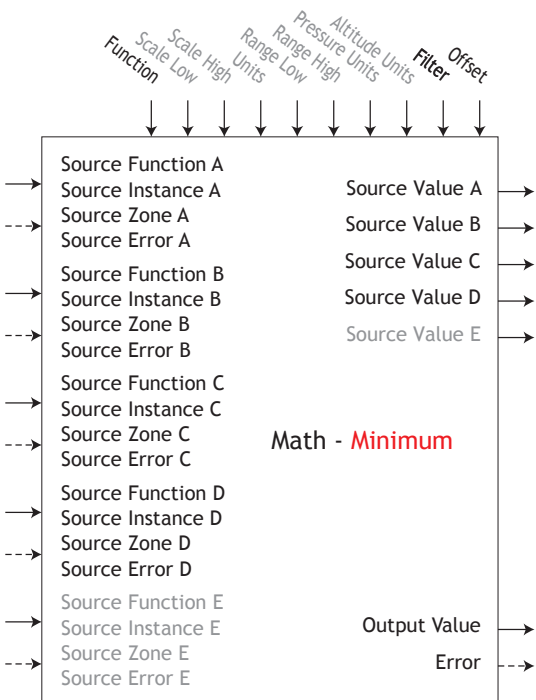 Function
Scale Low
Scale High
Units
Range Low
Range High
Pressure Units
Altitude Units
Filter
Offset
Source Function A
Source Instance A
Source Zone A
Source Error A
Source Function B
Source Instance B
Source Zone B
Source Error B
Source Function C
Source Instance C
Source Zone C
Source Error C
Source Function D
Source Instance D
Source Zone D
Source Error D
Source Function E
Source Instance E
Source Zone E
Source Error E
Math - Minimum
Source Value A
Source Value B
Source Value C
Source Value D
Source Value E
Output Value
Error